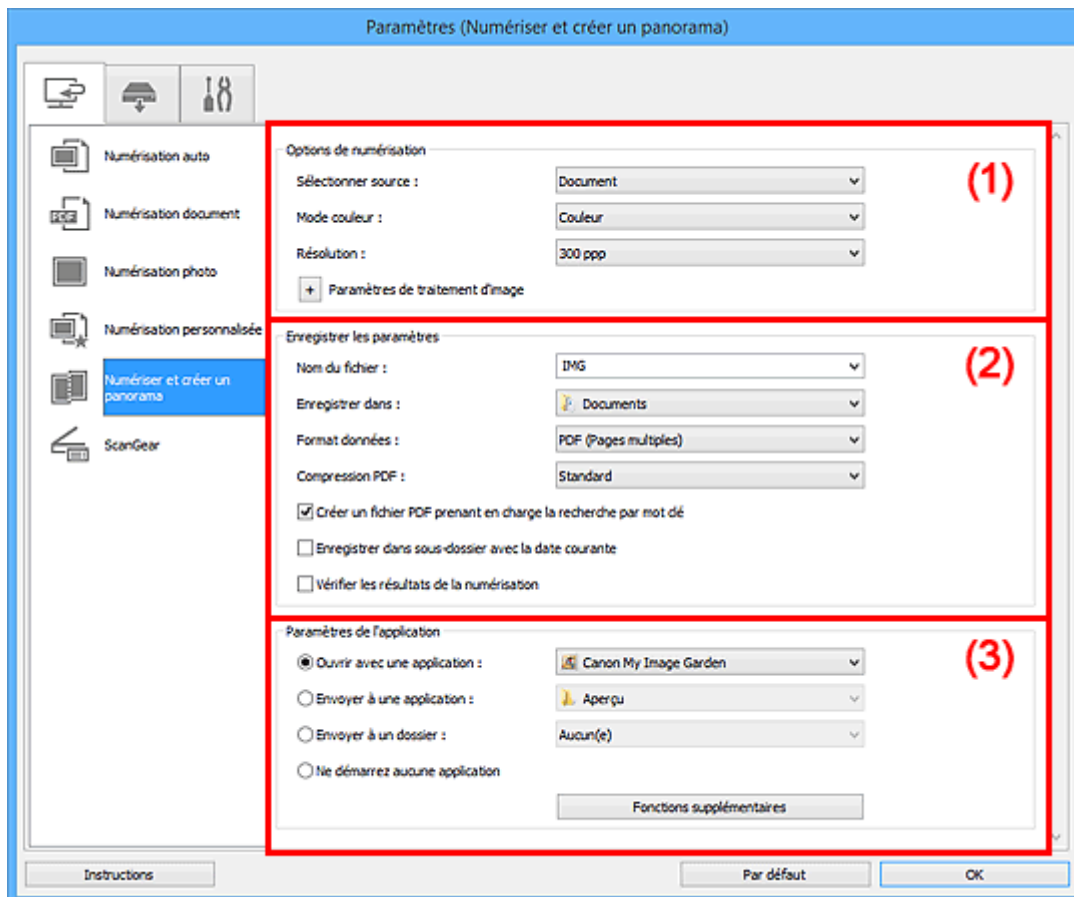 Paramètres (Numériser et créer un panorama)
Numérisation auto
PDF
Numérisation document
Numérisation photo
Numérisation personnalisée
Numériser et créer un
panorama
ScanGear
Options de numérisation
(1)
Sélectionner source :
Document
Mode couleur :
Couleur
Résolution :
300 ppp
+ Paramètres de traitement d'image
Enregistrer les paramètres
(2)
Nom du fichier :
IMG
Enregistrer dans :
Documents
Format données :
PDF (Pages multiples)
Compression PDF :
Standard
Créer un fichier PDF prenant en charge la recherche par mot clé
Enregistrer dans sous-dossier avec la date courante
Vérifier les résultats de la numérisation
Paramètres de l'application
(3)
Ouvrir avec une application :
Canon My Image Garden
Envoyer à une application :
Aperçu
Envoyer à un dossier :
Aucun(e)
Ne démarrez aucune application
Fonctions supplémentaires
Instructions
Par défaut
OK